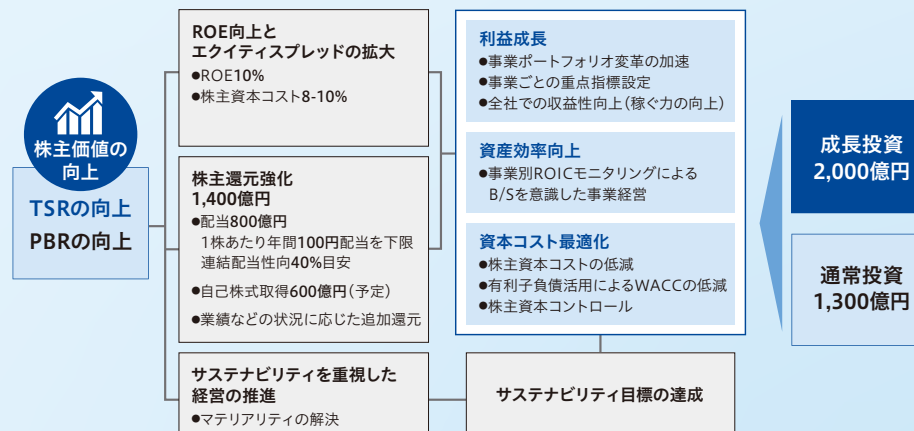 株主価値の
向上
TSRの向上
PBRの向上
ROE向上と
エクイティスプレッドの拡大
●ROE10%
●株主資本コスト8-10%
株主還元強化
1,400億円
●配当800億円
1株あたり年間100円配当を下限
連結配当性向40%目安
●自己株式取得600億円(予定)
●業績などの状況に応じた追加還元
サステナビリティを重視した
経営の推進
●マテリアリティの解決
利益成長
●事業ポートフォリオ変革の加速
●事業ごとの重点指標設定
●全社での収益性向上(稼ぐ力の向上)
資産効率向上
●事業別ROICモニタリングによる
B/Sを意識した事業経営
資本コスト最適化
●株主資本コストの低減
●有利子負債活用によるWACCの低減
●株主資本コントロール
サステナビリティ目標の達成
成長投資
2,000億円
通常投資
1,300億円